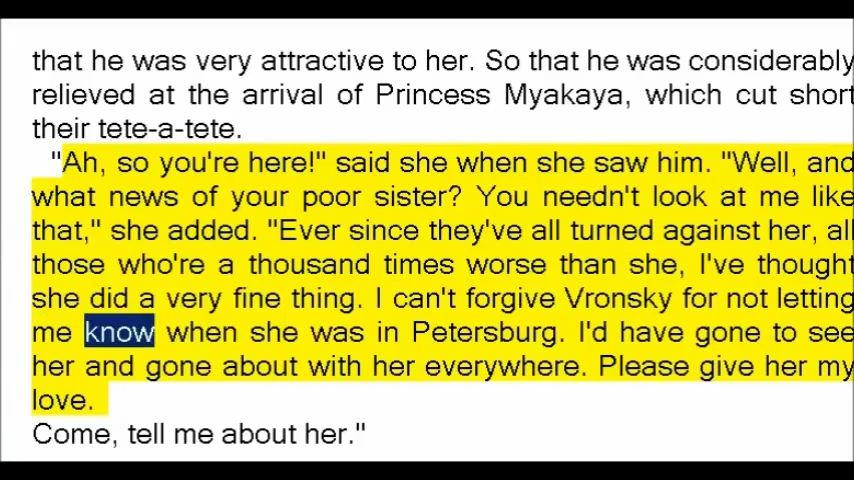 that he was very attractive to her. So that he was considerably
relieved at the arrival of Princess Myakaya, which cut short
their tete-a-tete.
"Ah, so you're here!" said she when she saw him. "Well, and
what news of your poor sister? You needn't look at me like
that," she added. "Ever since they've all turned against her, all
those who're a thousand times worse than she, I've thought
she did a very fine thing. I can't forgive Vronsky for not letting
me know when she was in Petersburg. I'd have gone to see
her and gone about with her everywhere. Please give her my
love.
Come, tell me about her."